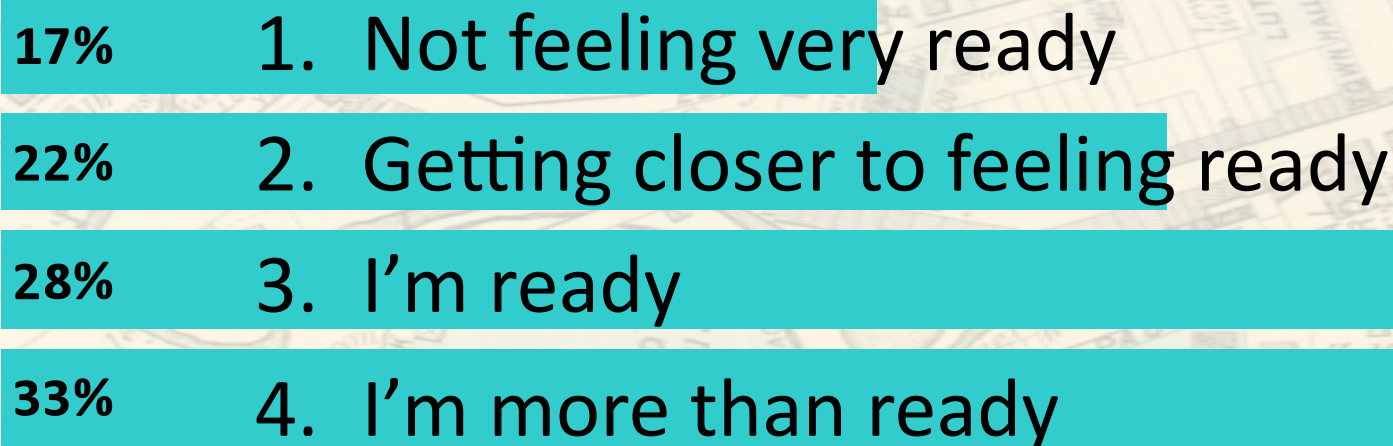 17% 1. Not feeling very ready
22% 2. Getting closer to feeling ready
28% 3. I’m ready
33% 4. I’m more than ready